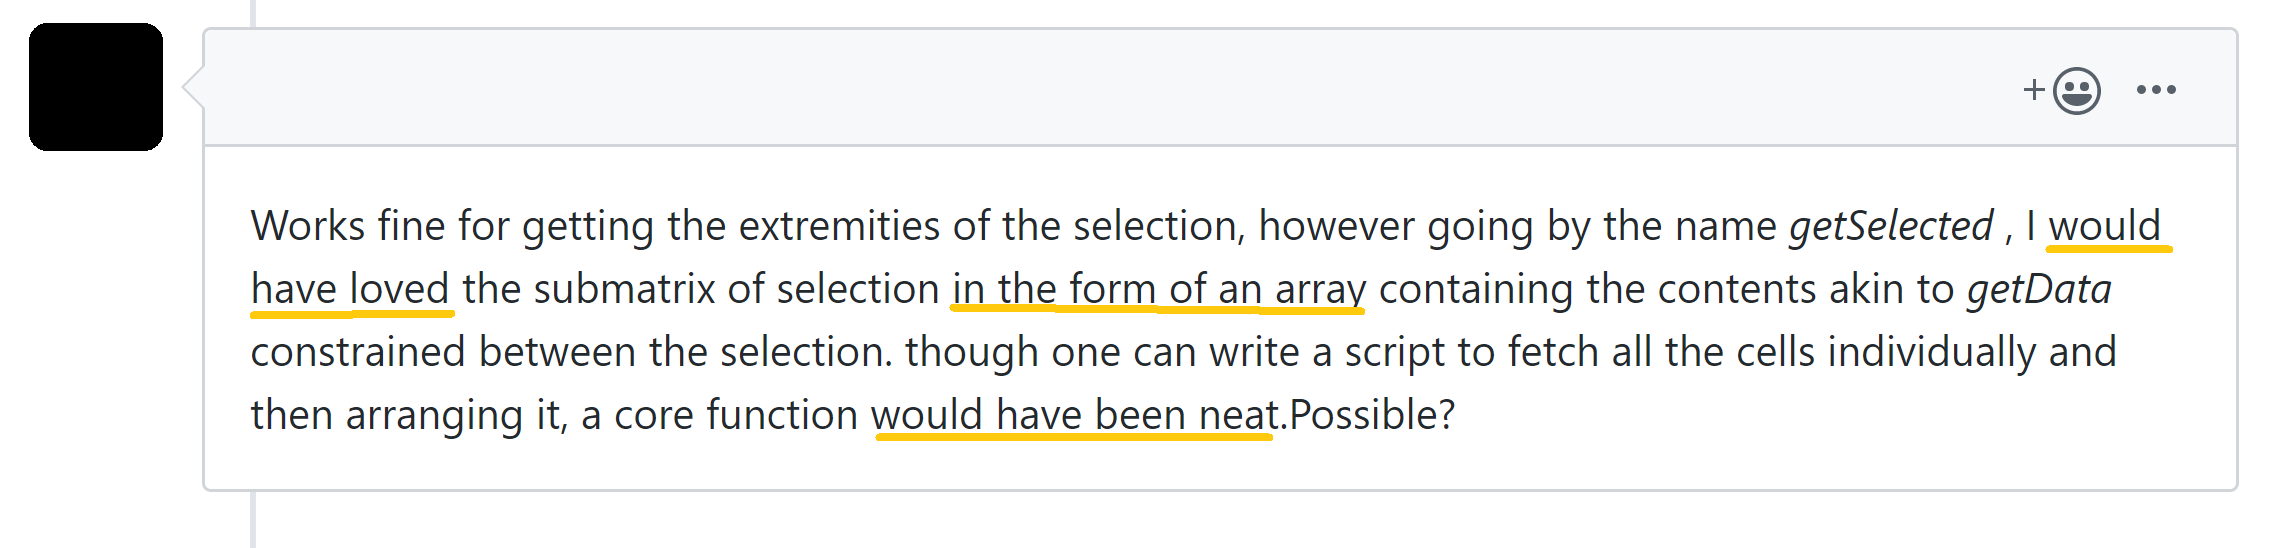 Works fine for getting the extremities of the selection, however going by the name getSelected , I would
have loved the submatrix of selection in the form of an array containing the contents akin to getData
constrained between the selection. though one can write a script to fetch all the cells individually and
then arranging it, a core function would have been neat.Possible?